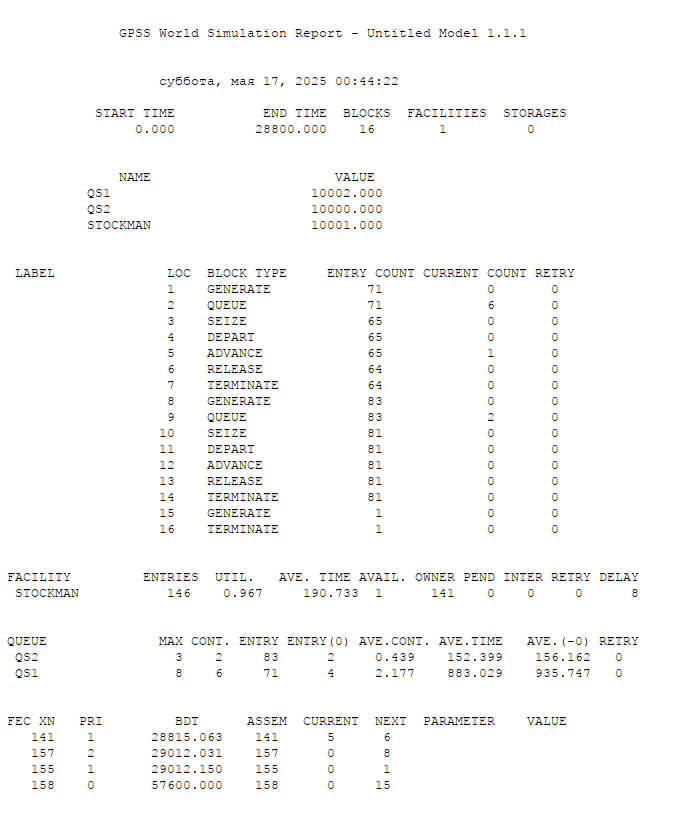 GPSS World Simulation Report - Untitled Model 1.1.1
суббота, мая 17, 2025 00:44:22
START TIME END TIME BLOCKS FACILITIES STORAGES
0.000 28800.000 16 1 0
NAME VALUE
QS1 10002.000
QS2 10000.000
STOCKMAN 10001.000
LABEL LOC BLOCK TYPE ENTRY COUNT CURRENT COUNT RETRY
1 GENERATE 71 0 0
2 QUEUE 71 6 0
3 SEIZE 65 0 0
4 DEPART 65 0 0
5 ADVANCE 65 1 0
6 RELEASE 64 0 0
7 TERMINATE 64 0 0
8 GENERATE 83 0 0
9 QUEUE 83 2 0
10 SEIZE 81 0 0
11 DEPART 81 0 0
12 ADVANCE 81 0 0
13 RELEASE 81 0 0
14 TERMINATE 81 0 0
15 GENERATE 1 0 0
16 TERMINATE 1 0 0
FACILITY ENTRIES UTIL. AVE. TIME AVAIL. OWNER PEND INTER RETRY DELAY
STOCKMAN 146 0.967 190.733 1 141 0 0 0 8
QUEUE MAX CONT. ENTRY ENTRY(0) AVE.CONT. AVE.TIME AVE.(-0) RETRY
QS2 3 2 83 2 0.439 152.399 156.162 0
QS1 8 6 71 4 2.177 883.029 935.747 0
FEC XN PRI BDT ASSEM CURRENT NEXT PARAMETER VALUE
141 1 28815.063 141 5 6
157 2 29012.031 157 0 8
155 1 29012.150 155 0 1
158 0 57600.000 158 0 15